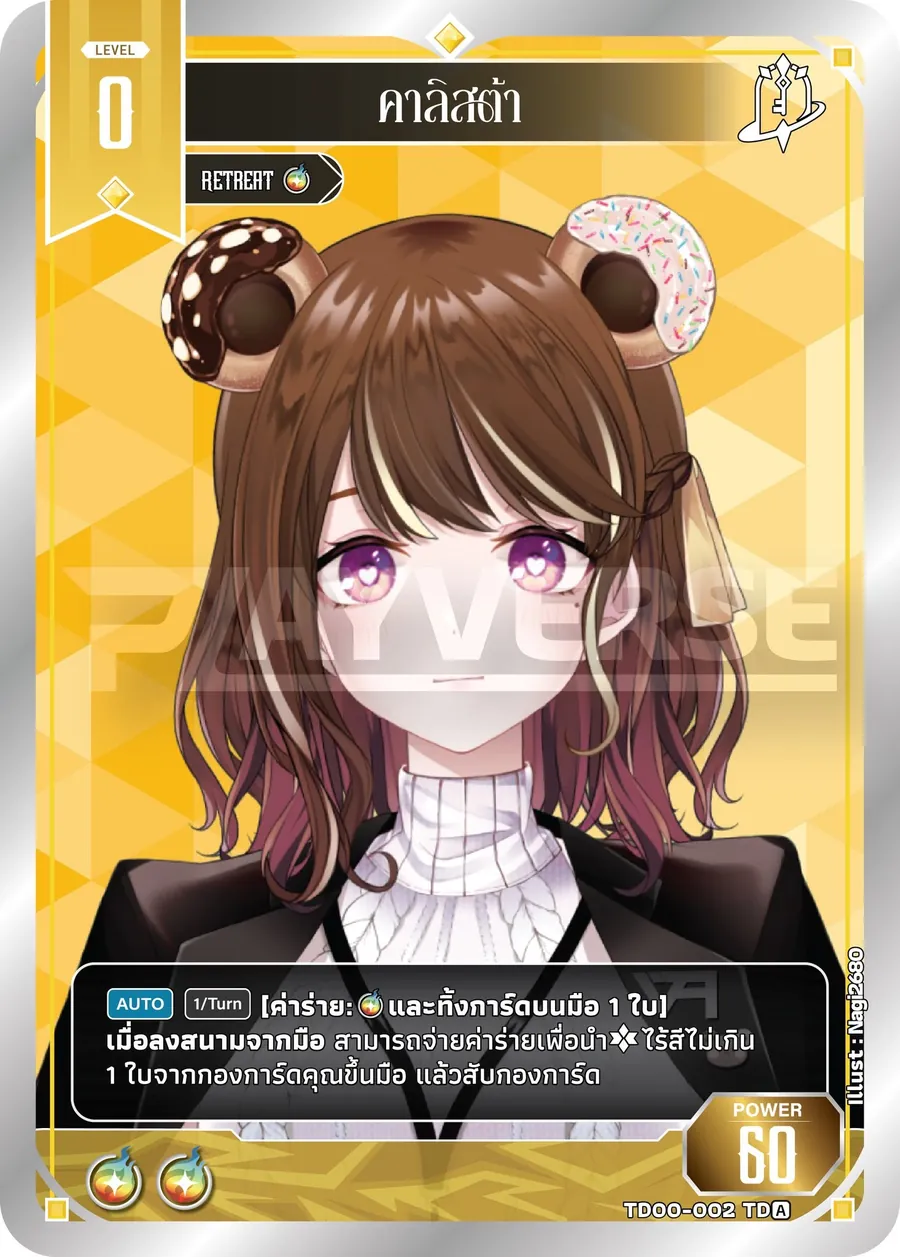 LEVEL
0
คาลิสต้า
RETREAT
PLAYVERSE
AUTO 1/Turn [ค่าร่าย: และทิ้งการ์ดบนมือ 1 ใบ]
เมื่อลงสนามจากมือ สามารถจ่ายค่าร่ายเพื่อนำ ไร้สีไม่เกิน
1 ใบจากกองการ์ดคุณขึ้นมือ แล้วสับกองการ์ด
Illust : Nagi2680
POWER
60
TD00-002 TD A